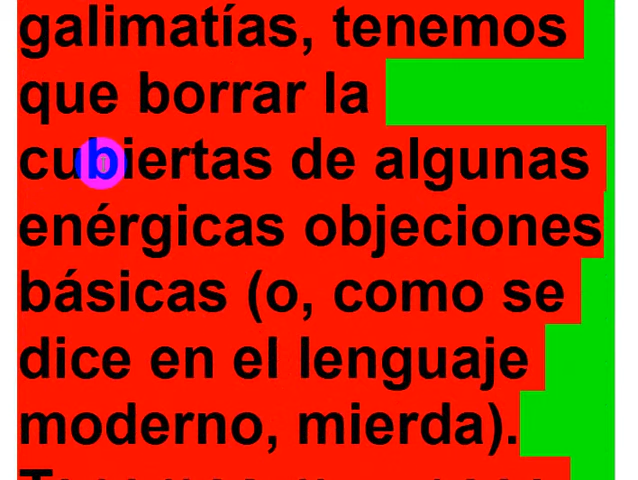 galimatías, tenemos
que borrar la
cubiertas de algunas
enérgicas objeciones
básicas (o, como se
dice en el lenguaje
moderno, mierda).